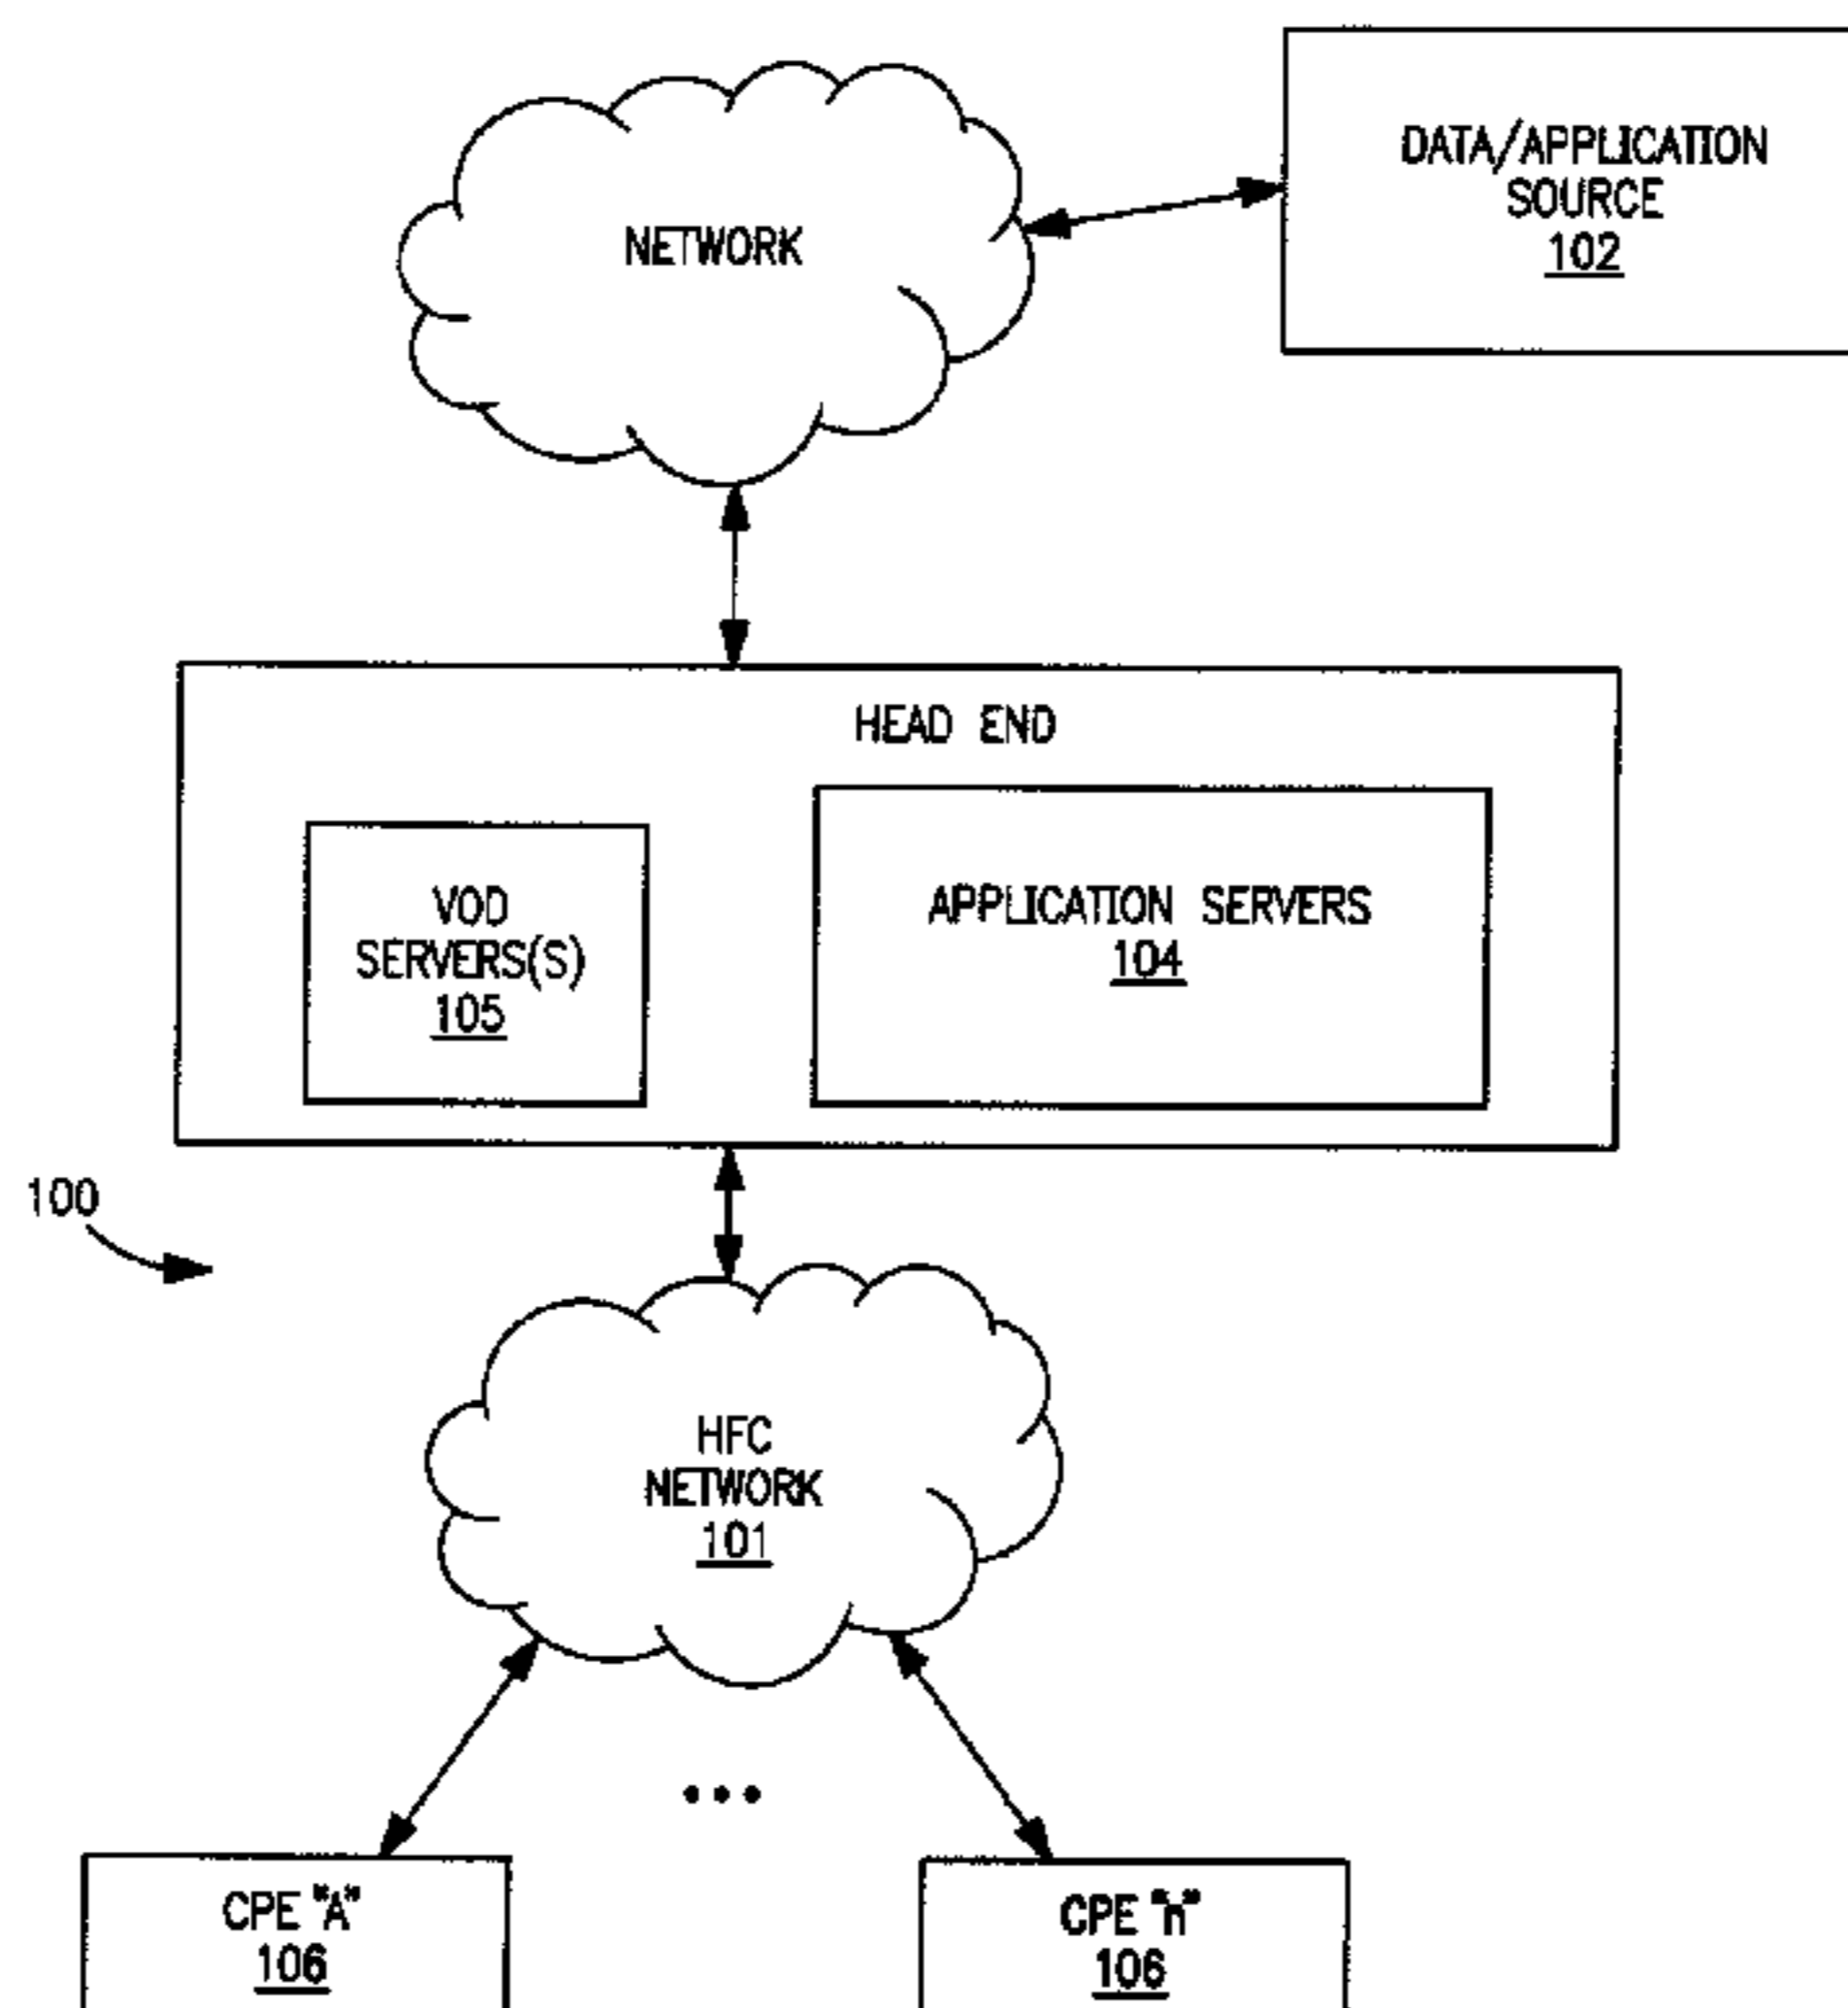 DATA/APPLICATION
SOURCE
102
NETWORK
HEAD END
VOD
SERVERS(S)
105
APPLICATION SERVERS
104
100
HFC
NETWORK
101
CPE "A"
106
CPE "n"
106